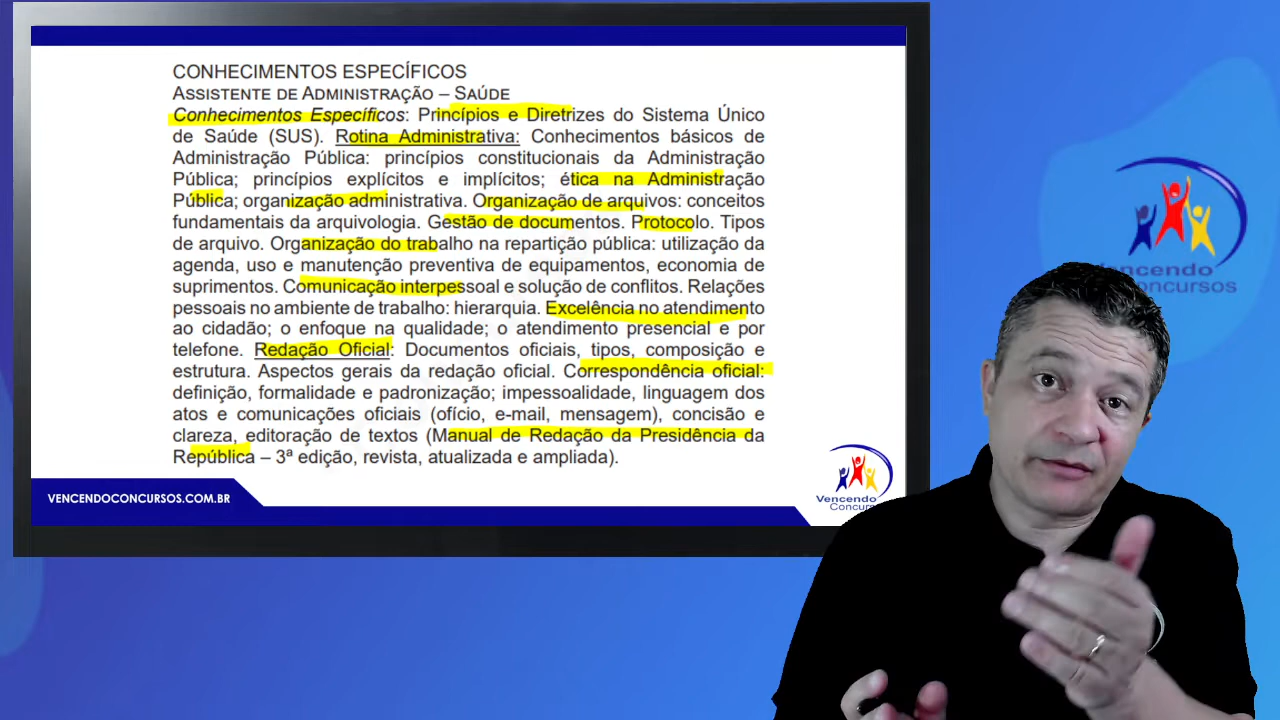 CONHECIMENTOS ESPECÍFICOS
ASSISTENTE DE ADMINISTRAÇÃO – SAÚDE
Conhecimentos Específicos: Princípios e Diretrizes do Sistema Único
de Saúde (SUS). Rotina Administrativa: Conhecimentos básicos de
Administração Pública: princípios constitucionais da Administração
Pública; princípios explícitos e implícitos; ética na Administração
Pública; organização administrativa. Organização de arquivos: conceitos
fundamentais da arquivologia. Gestão de documentos. Protocolo. Tipos
de arquivo. Organização do trabalho na repartição pública: utilização da
agenda, uso e manutenção preventiva de equipamentos, economia de
suprimentos. Comunicação interpessoal e solução de conflitos. Relações
pessoais no ambiente de trabalho: hierarquia. Excelência no atendimento
ao cidadão; o enfoque na qualidade; o atendimento presencial e por
telefone. Redação Oficial: Documentos oficiais, tipos, composição e
estrutura. Aspectos gerais da redação oficial. Correspondência oficial:
definição, formalidade e padronização; impessoalidade, linguagem dos
atos e comunicações oficiais (ofício, e-mail, mensagem), concisão e
clareza, editoração de textos (Manual de Redação da Presidência da
República – 3ª edição, revista, atualizada e ampliada).
VENCENDOCONCURSOS.COM.BR
Vencendo
Concurs
encendo
oncursos